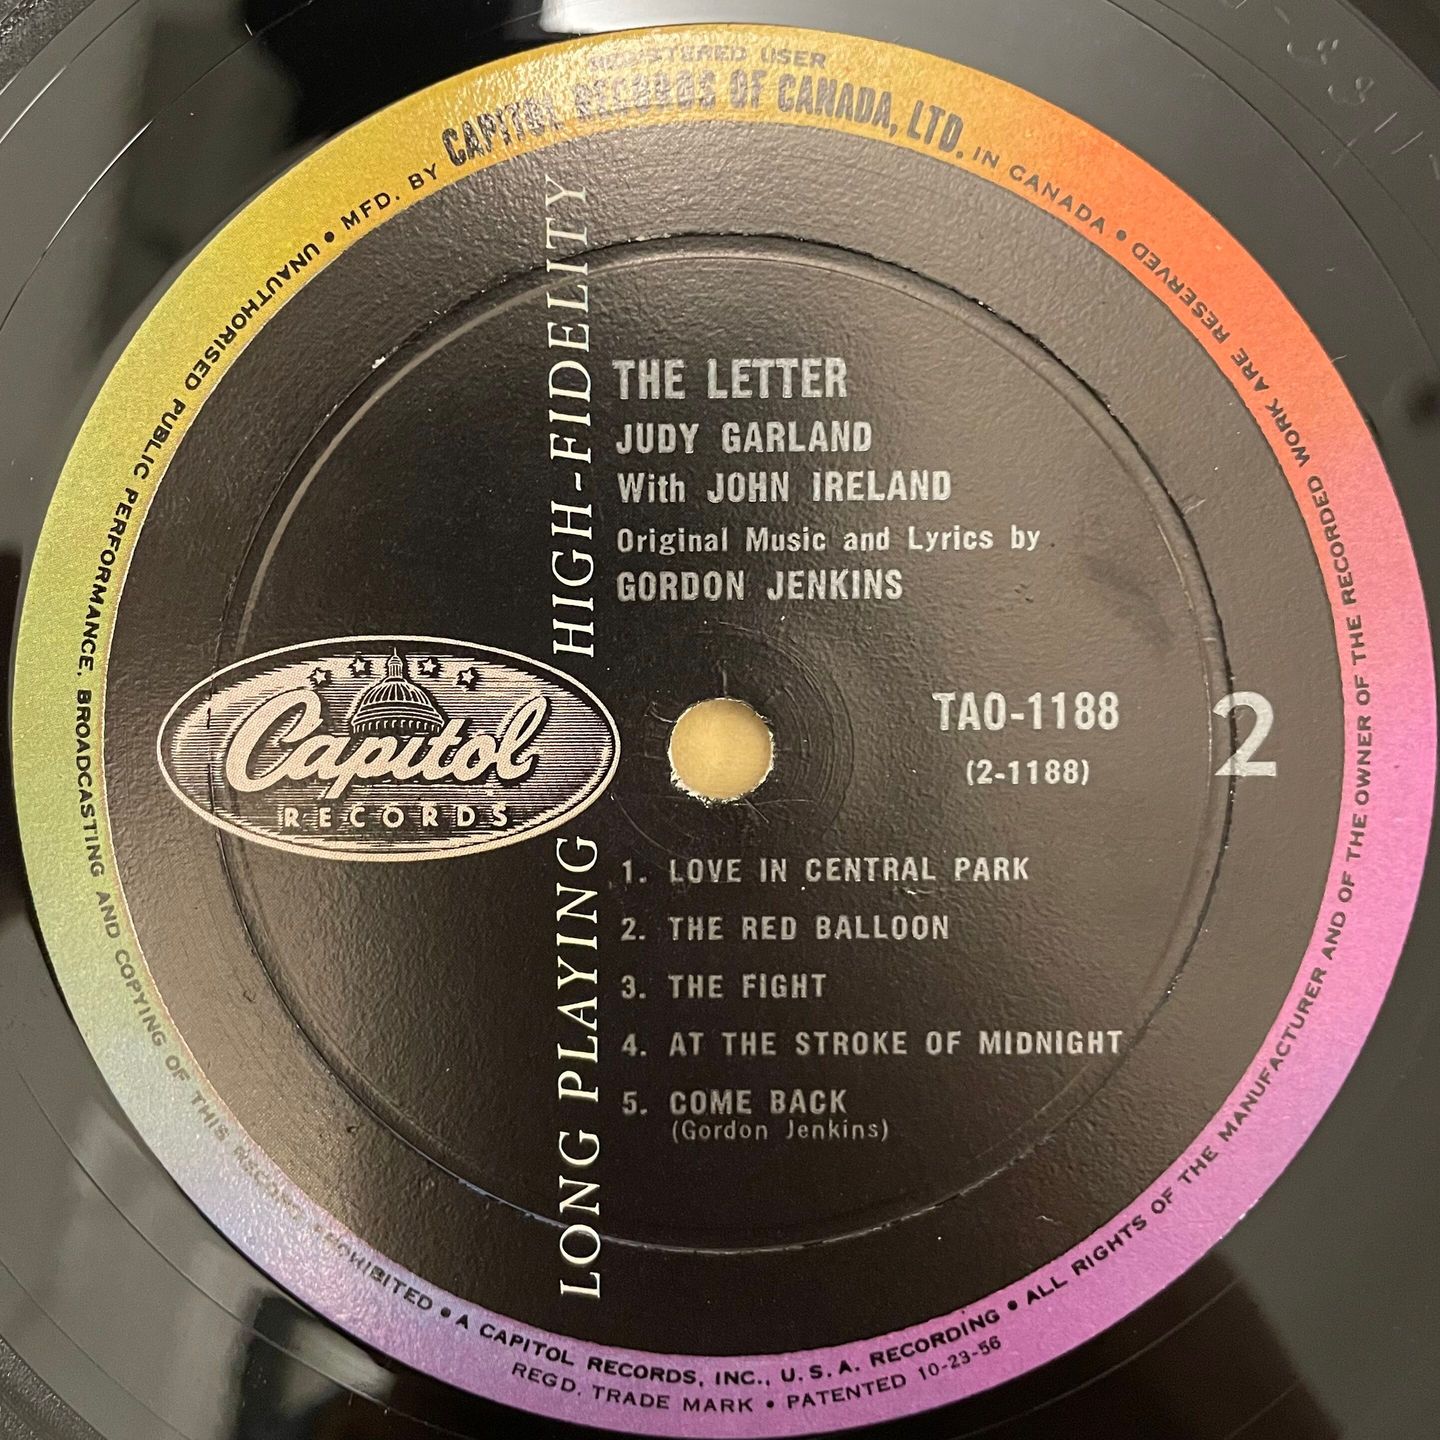 REGISTERED USER
MFD. BY CAPITOL RECORDS OF CANADA, LTD. IN CANADA •
ALL RIGHTS OF THE MANUFACTURER AND OF THE OWNER OF THE RECORDED WORK ARE RESERVED
UNAUTHORISED PUBLIC PERFORMANCE, BROADCASTING AND COPYING OF THIS RECORD PROHIBITED •
A CAPITOL RECORDS, INC., U. S. A. RECORDING •
REGD. TRADE MARK • PATENTED 10-23-56
LONG PLAYING HIGH-FIDELITY
Capitol
RECORDS
THE LETTER
JUDY GARLAND
With JOHN IRELAND
Original Music and Lyrics by
GORDON JENKINS
TAO-1188
(2-1188)
2
1. LOVE IN CENTRAL PARK
2. THE RED BALLOON
3. THE FIGHT
4. AT THE STROKE OF MIDNIGHT
5. COME BACK
(Gordon Jenkins)